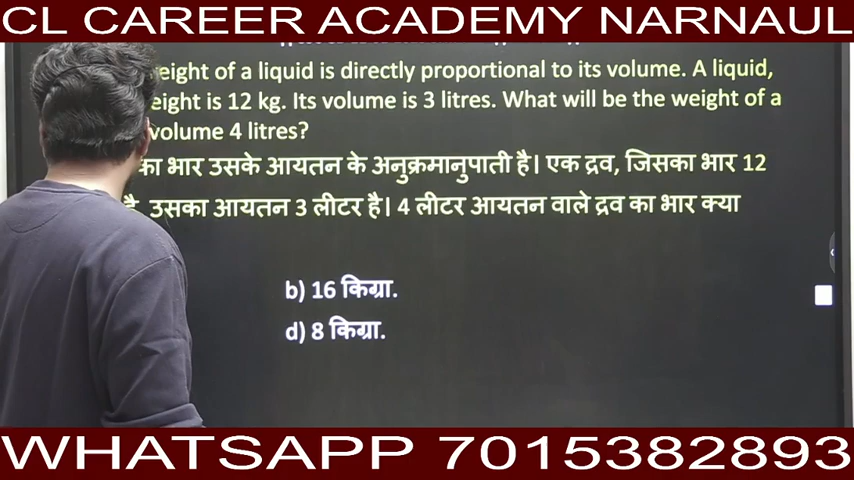 CL CAREER ACADEMY NARNAUL
eight of a liquid is directly proportional to its volume. A liquid,
eight is 12 kg. Its volume is 3 litres. What will be the weight of a
volume 4 litres?
का भार उसके आयतन के अनुक्रमानुपाती है। एक द्रव, जिसका भार 12
है, उसका आयतन 3 लीटर है। 4 लीटर आयतन वाले द्रव का भार क्या
b) 16 किग्रा.
d) 8 किग्रा.
WHATSAPP 7015382893